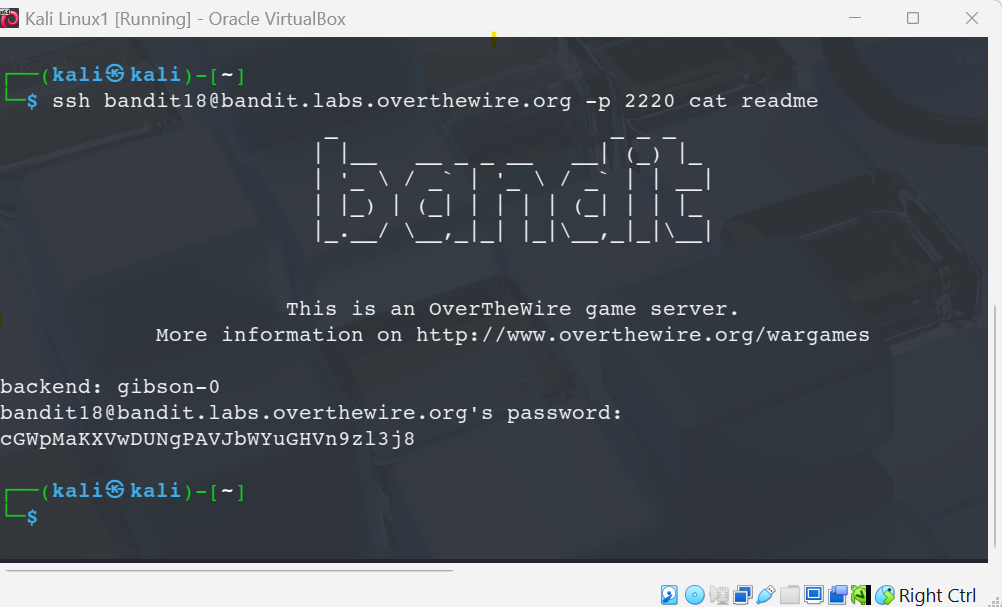 Kali Linux1 [Running] - Oracle VirtualBox
┌──(kali㉿kali)-[~]
└─$ ssh bandit18@bandit.labs.overthewire.org -p 2220 cat readme
bandit
This is an OverTheWire game server.
More information on http://www.overthewire.org/wargames
backend: gibson-0
bandit18@bandit.labs.overthewire.org's password:
cGWpMaKXVwDUNgPAVJbWYuGHVn9zl3j8
┌──(kali㉿kali)-[~]
└─$
Right Ctrl